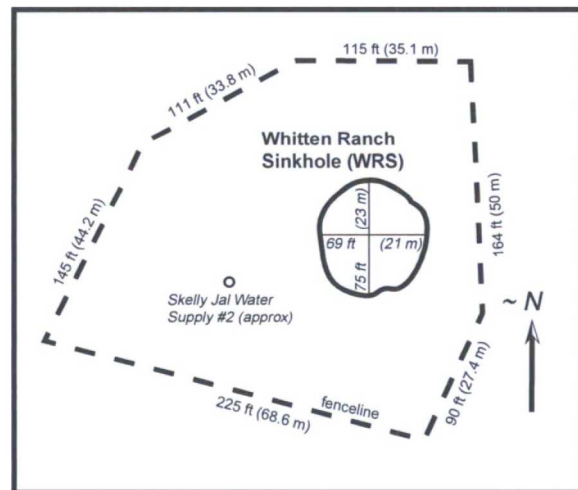 115 ft (35.1 m)
111 ft (33.8 m)
Whitten Ranch
Sinkhole (WRS)
(23 m)
69 ft (21 m)
75 ft
164 ft (50 m)
145 ft (44.2 m)
Skelly Jal Water
Supply #2 (approx)
~ N
225 ft (68.6 m)
fenceline
90 ft (27.4 m)